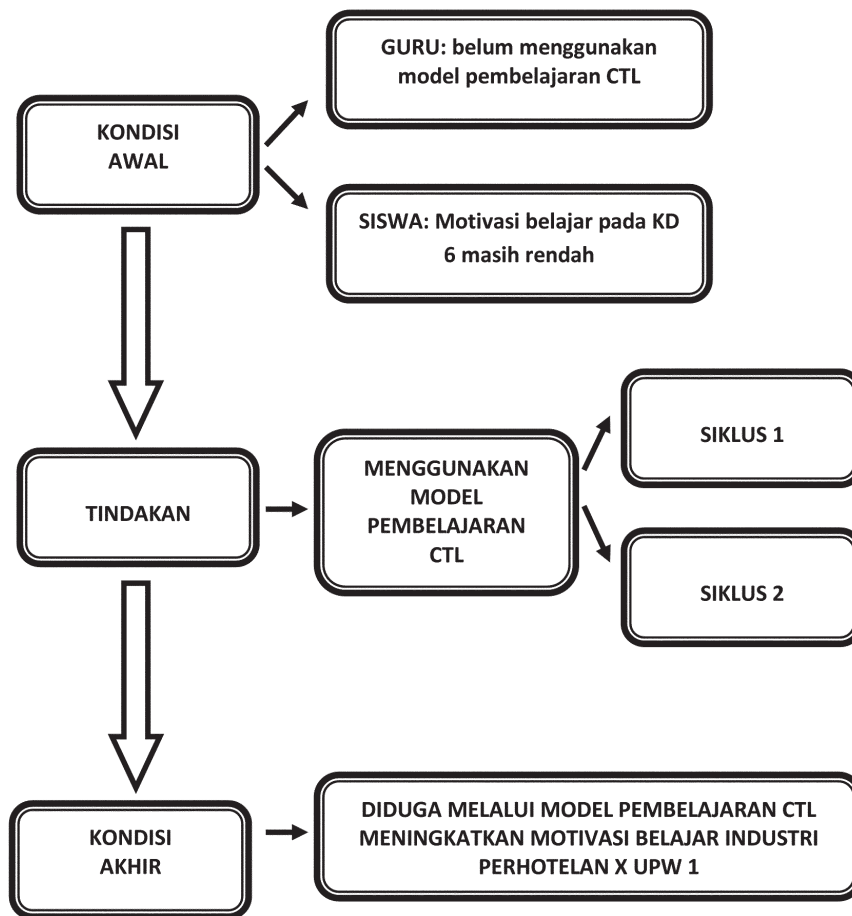 KONDISI
AWAL
GURU: belum menggunakan
model pembelajaran CTL
SISWA: Motivasi belajar pada KD
6 masih rendah
TINDAKAN
MENGGUNAKAN
MODEL
PEMBELAJARAN
CTL
SIKLUS 1
SIKLUS 2
KONDISI
AKHIR
DIDUGA MELALUI MODEL PEMBELAJARAN CTL
MENINGKATKAN MOTIVASI BELAJAR INDUSTRI
PERHOTELAN X UPW 1